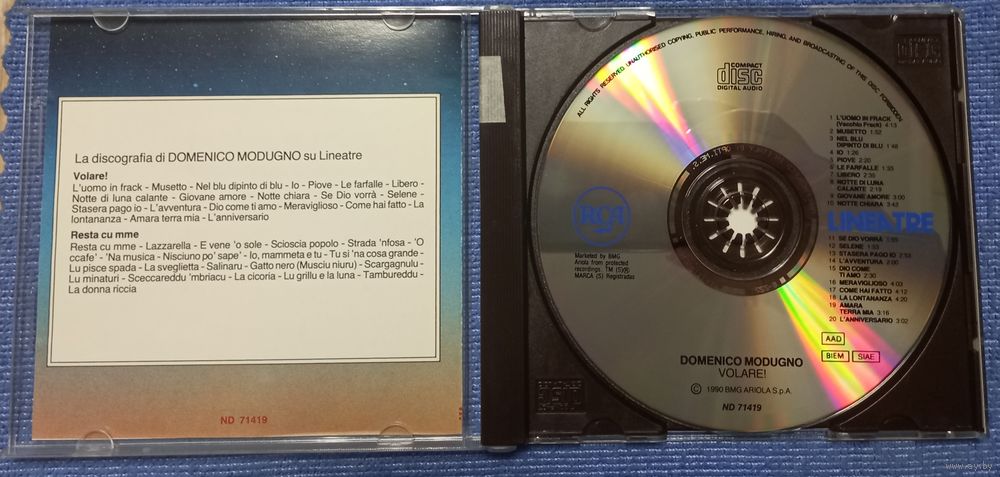 La discografia di DOMENICO MODUGNO su Lineatre
Volare!
L'uomo in frack - Musetto - Nel blu dipinto di blu - Io - Piove - Le farfalle - Libero -
Notte di luna calante - Giovane amore - Notte chiara - Se Dio vorrà - Selene -
Stasera pago io - L'avventura - Dio come ti amo - Meraviglioso - Come hai fatto - La
lontananza - Amara terra mia - L'anniversario
Resta cu mme
Resta cu mme - Lazzarella - E vene 'o sole - Scioscia popolo - Strada 'nfosa - 'O
ccafe' - 'Na musica - Nisciuno po' sape' - Io, mammeta e tu - Tu si 'na cosa grande -
Lu pisce spada - La sveglietta - Salinaru - Gatto nero (Musciu niuru) - Scargagnulu -
Lu minaturi - Sceccareddu 'mbriacu - La cicoria - Lu grillu e la luna - Tambureddu -
La donna riccia
ND 71419
ALL RIGHTS RESERVED. UNAUTHORISED COPYING, PUBLIC PERFORMANCE, HIRING, AND BROADCASTING OF THIS DISC FORBIDDEN
COMPACT
disc
DIGITAL AUDIO
1 L'UOMO IN FRACK
(Vecchio Frack) 4:13
2 MUSETTO 1:52
3 NEL BLU
DIPINTO DI BLU 1:48
4 IO 1:26
5 PIOVE 2:20
6 LE FARFALLE 1:33
7 LIBERO 2:35
8 NOTTE DI LUNA
CALANTE 2:19
9 GIOVANE AMORE 3:00
10 NOTTE CHIARA 3:42
LINEATRE
11 SE DIO VORRÀ
12 SELENE
13 STASERA PAGO IO 2:53
14 L'AVVENTURA 2:00
15 DIO COME
TI AMO 2:30
16 MERAVIGLIOSO 4:03
17 COME HAI FATTO 4:12
18 LA LONTANANZA 4:20
19 AMARA
TERRA MIA 3:16
20 L'ANNIVERSARIO 3:02
RCA
Marketed by BMG
Ariola from protected
recordings. TM (S)®
MARCA (S) Registradas
AAD
BIEM SIAE
DOMENICO MODUGNO
VOLARE!
© 1990 BMG ARIOLA S.p.A.
ND 71419
www.ay.by